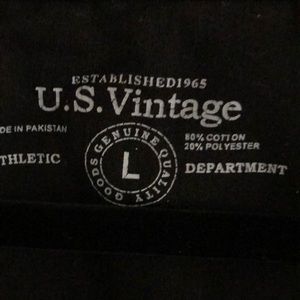 ESTABLISHED1965
U.S.Vintage
DE IN PAKISTAN
80% COTTON
20% POLYESTER
THLETIC
GENUINE QUALITY GOODS
L
DEPARTMENT